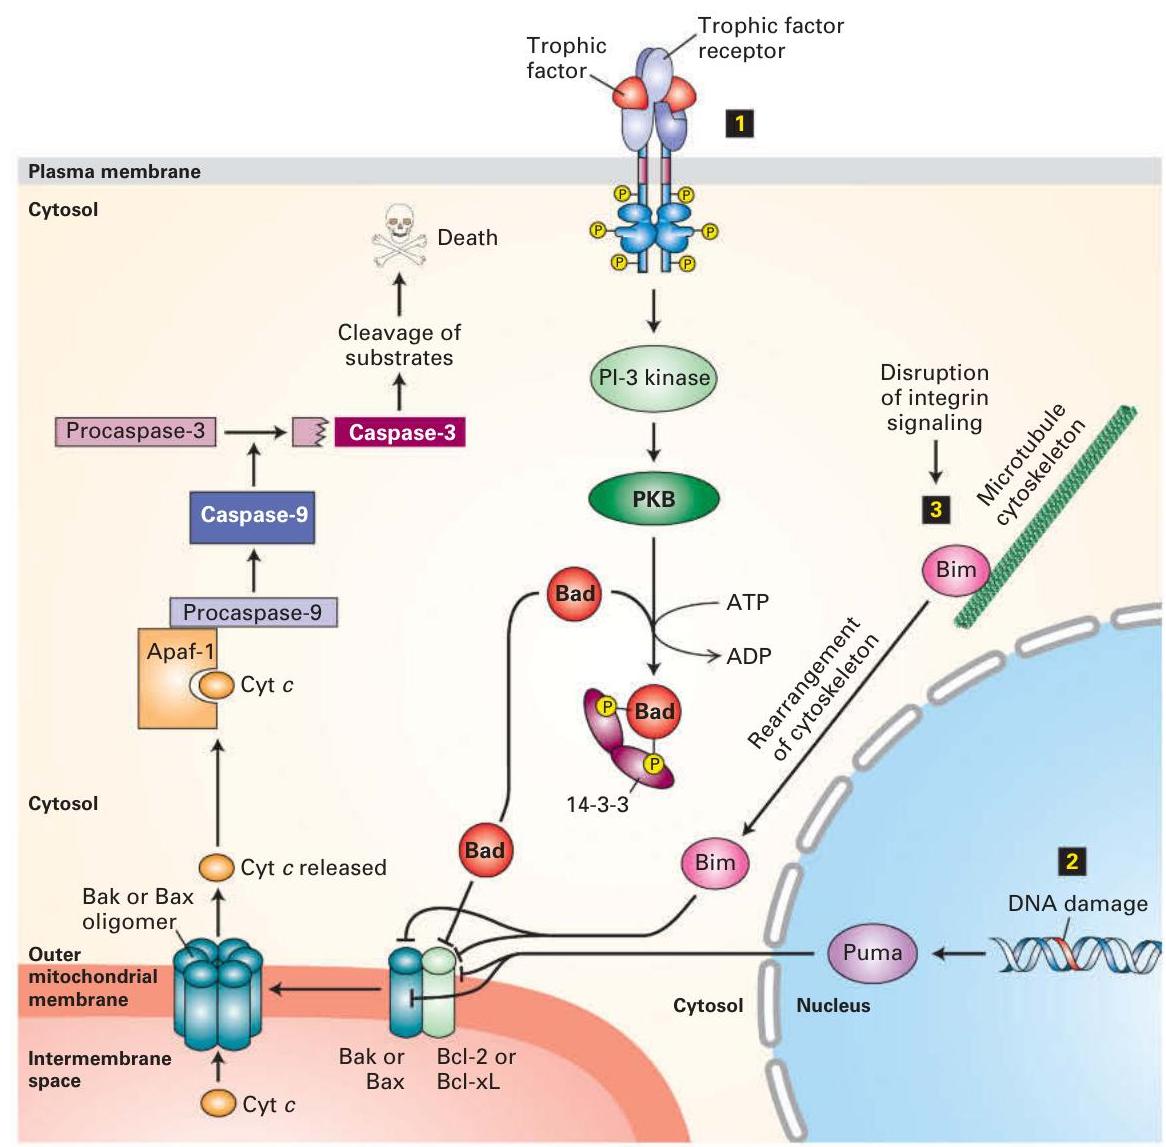 Trophic factor
receptor
Trophic
factor
1
Plasma membrane
Cytosol
P
P
P
P
P
P
Death
Cleavage of
substrates
PI-3 kinase
Disruption
of integrin
signaling
Procaspase-3
Caspase-3
Microtubule
cytoskeleton
PKB
3
Caspase-9
Bim
Bad
ATP
Procaspase-9
ADP
Apaf-1
Cyt c
P
Bad
P
Rearrangement
of cytoskeleton
14-3-3
Cytosol
Bad
Bim
2
Cyt c released
Bak or Bax
oligomer
DNA damage
Outer
mitochondrial
membrane
Puma
Cytosol
Nucleus
Intermembrane
space
Bak or
Bax
Bcl-2 or
Bcl-xL
Cyt c